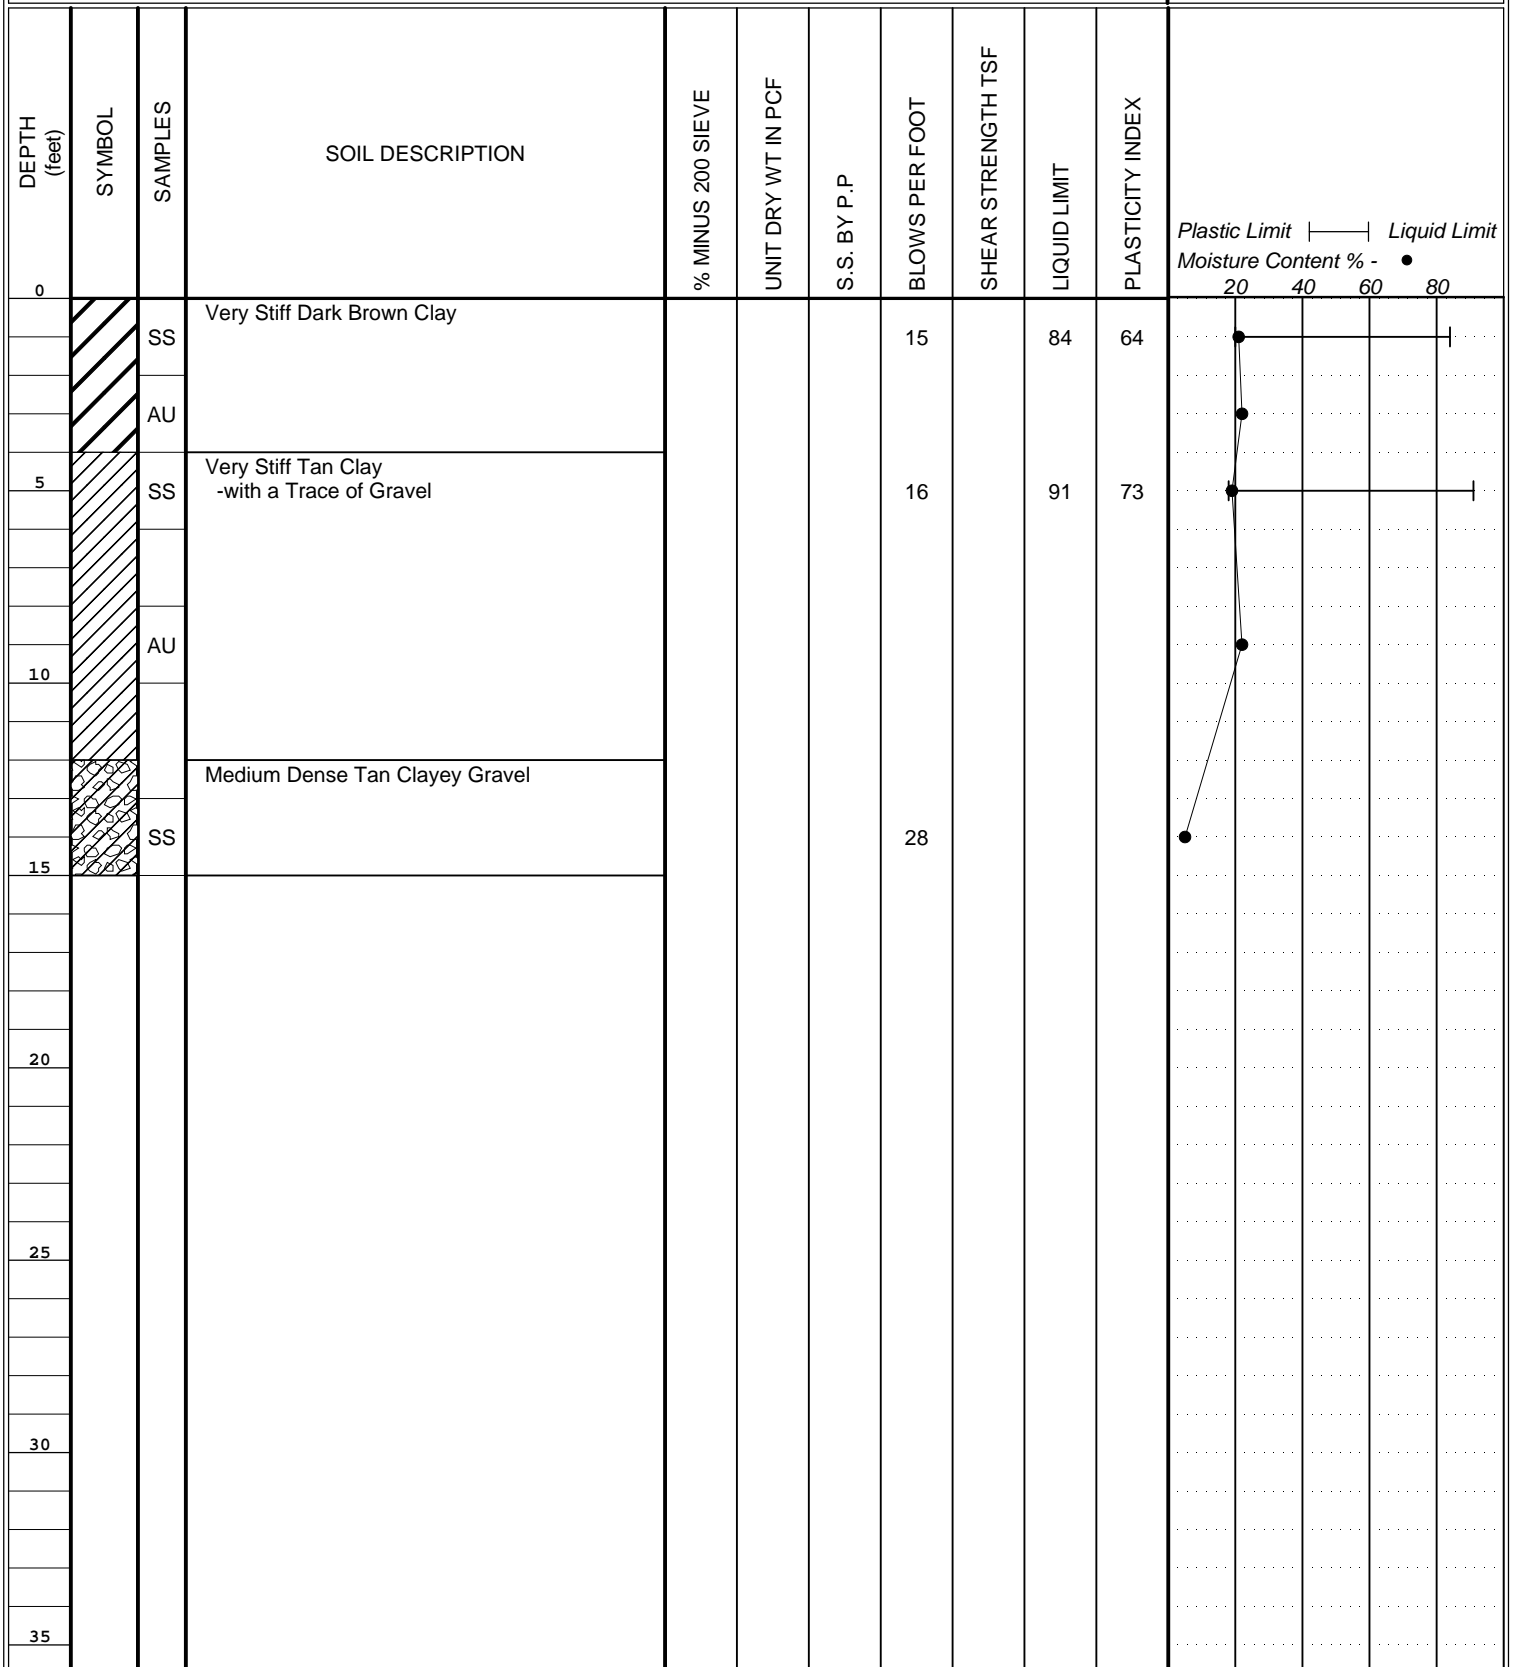 DEPTH
(feet)
SYMBOL
SAMPLES
SOIL DESCRIPTION
% MINUS 200 SIEVE
UNIT DRY WT IN PCF
S.S. BY P.P
BLOWS PER FOOT
SHEAR STRENGTH TSF
LIQUID LIMIT
PLASTICITY INDEX
Plastic Limit Liquid Limit
Moisture Content % -
20 40 60 80
0
Very Stiff Dark Brown Clay
SS 15 84 64
AU
Very Stiff Tan Clay
5 SS -with a Trace of Gravel 16 91 73
AU
10
Medium Dense Tan Clayey Gravel
SS 28
15
20
25
30
35